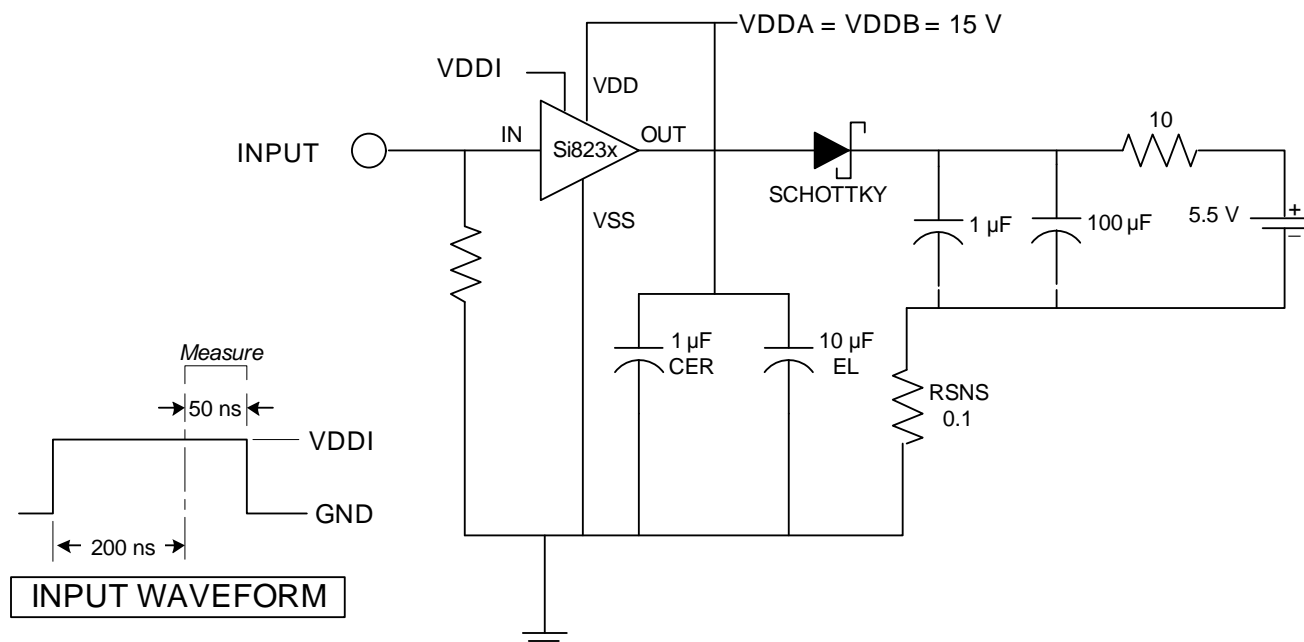 VDDA = VDDB = 15 V
VDDI
VDD
10
INPUT
IN
Si823x
OUT
SCHOTTKY
VSS
1 µF
100 µF
5.5 V
+
–
1 µF
CER
10 µF
EL
RSNS
0.1
Measure
50 ns
VDDI
GND
200 ns
INPUT WAVEFORM